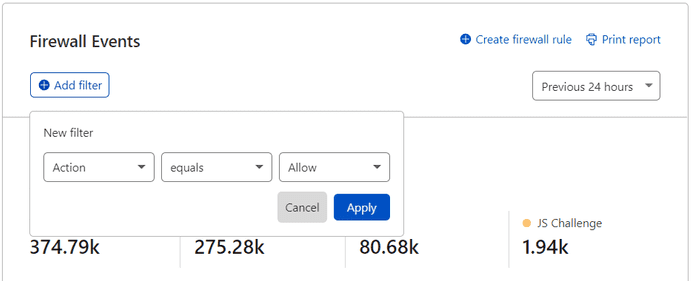 Firewall Events
Create firewall rule
Print report
Add filter
Previous 24 hours
New filter
Action
equals
Allow
Cancel
Apply
JS Challenge
374.79k
275.28k
80.68k
1.94k